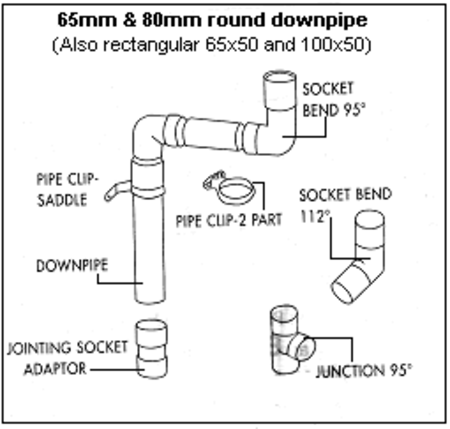 65mm & 80mm round downpipe
(Also rectangular 65x50 and 100x50)
SOCKET
BEND 95°
PIPE CLIP-
SADDLE
PIPE CLIP-2 PART
SOCKET BEND
112°
DOWNPIPE
JOINTING SOCKET
ADAPTOR
JUNCTION 95°